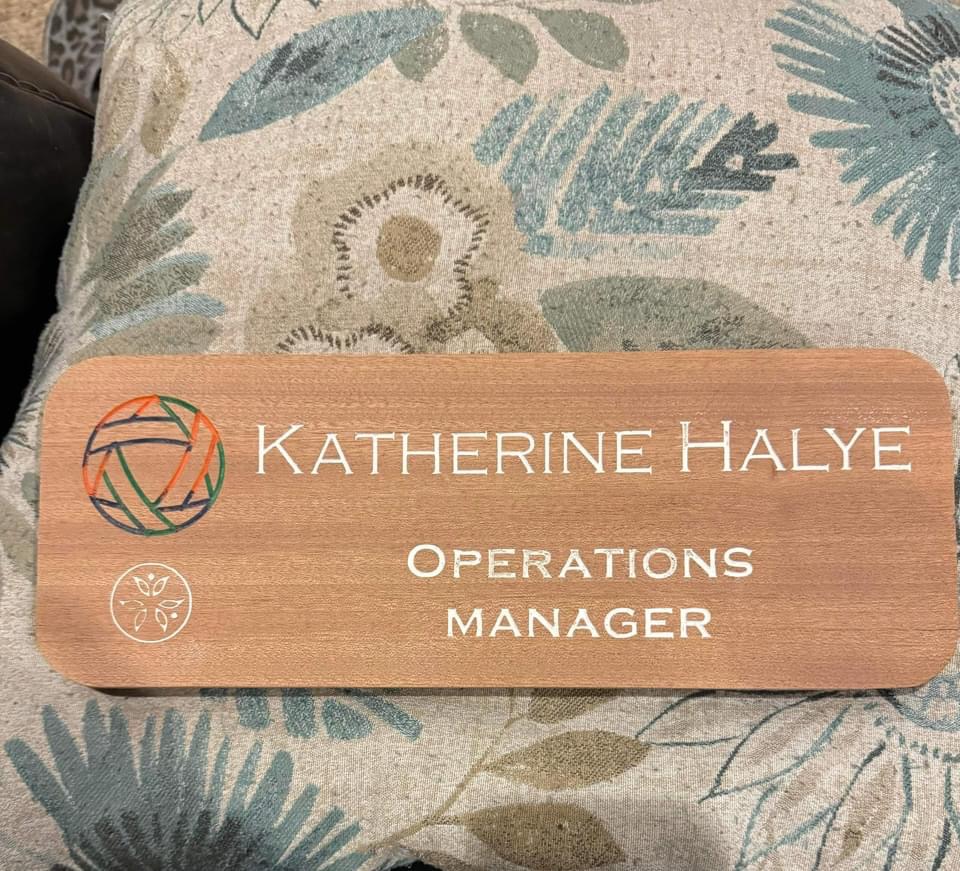 Katherine Halye
Operations
manager